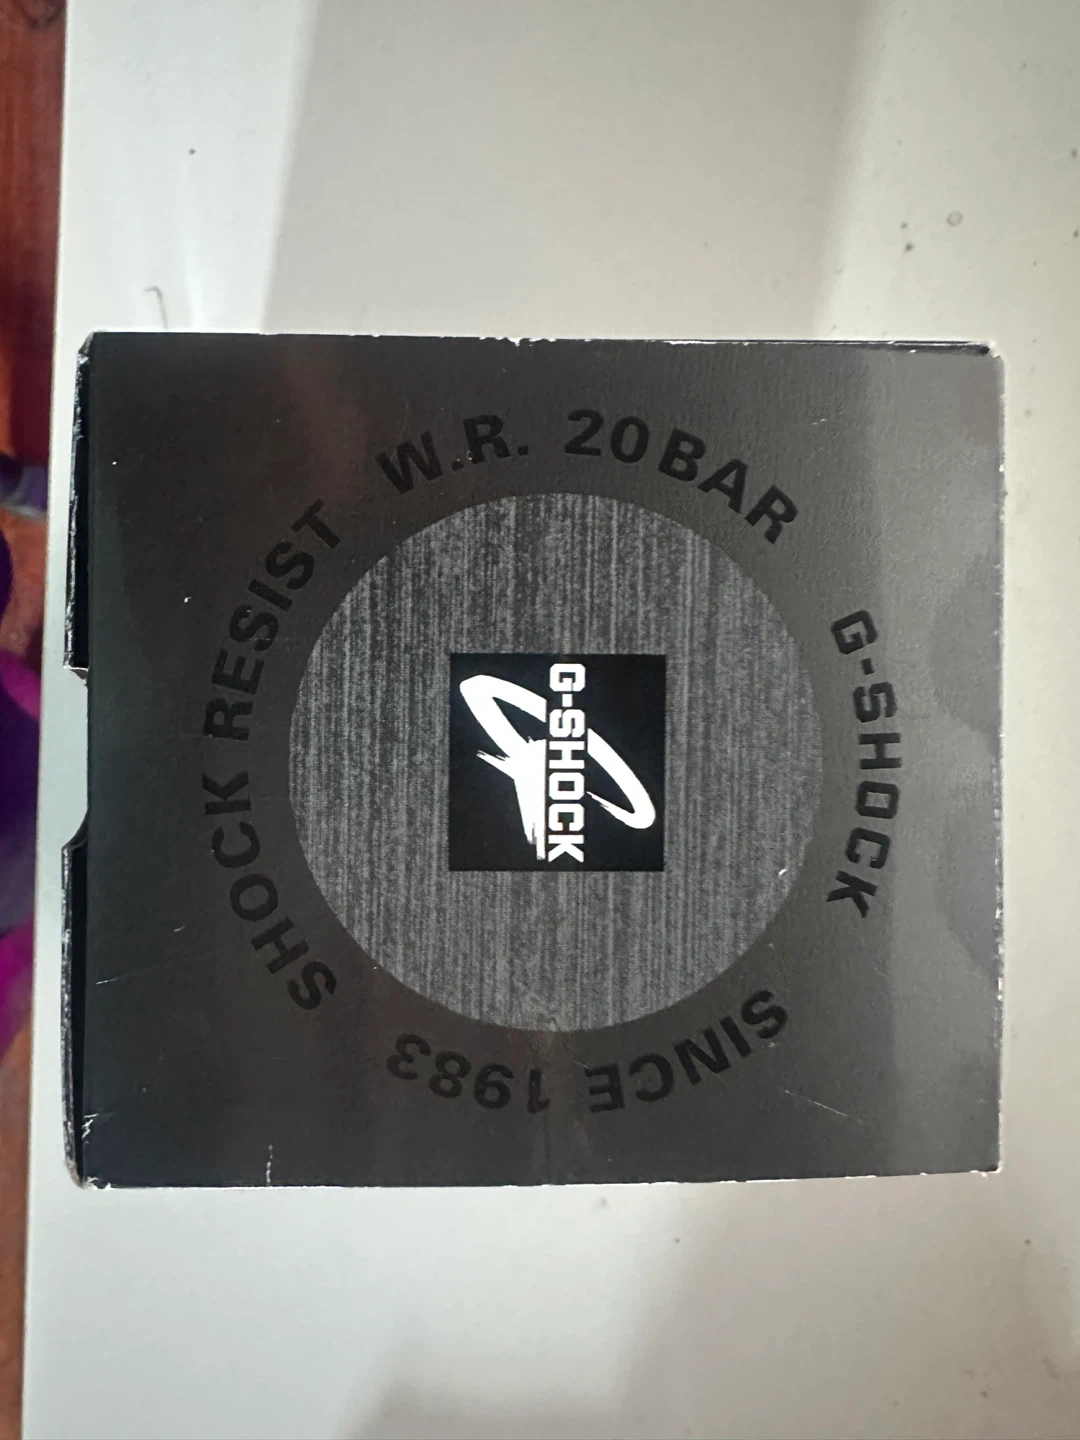 G-SHOCK
SHOCK RESIST
W.R. 20BAR
G-SHOCK
SINCE 1983